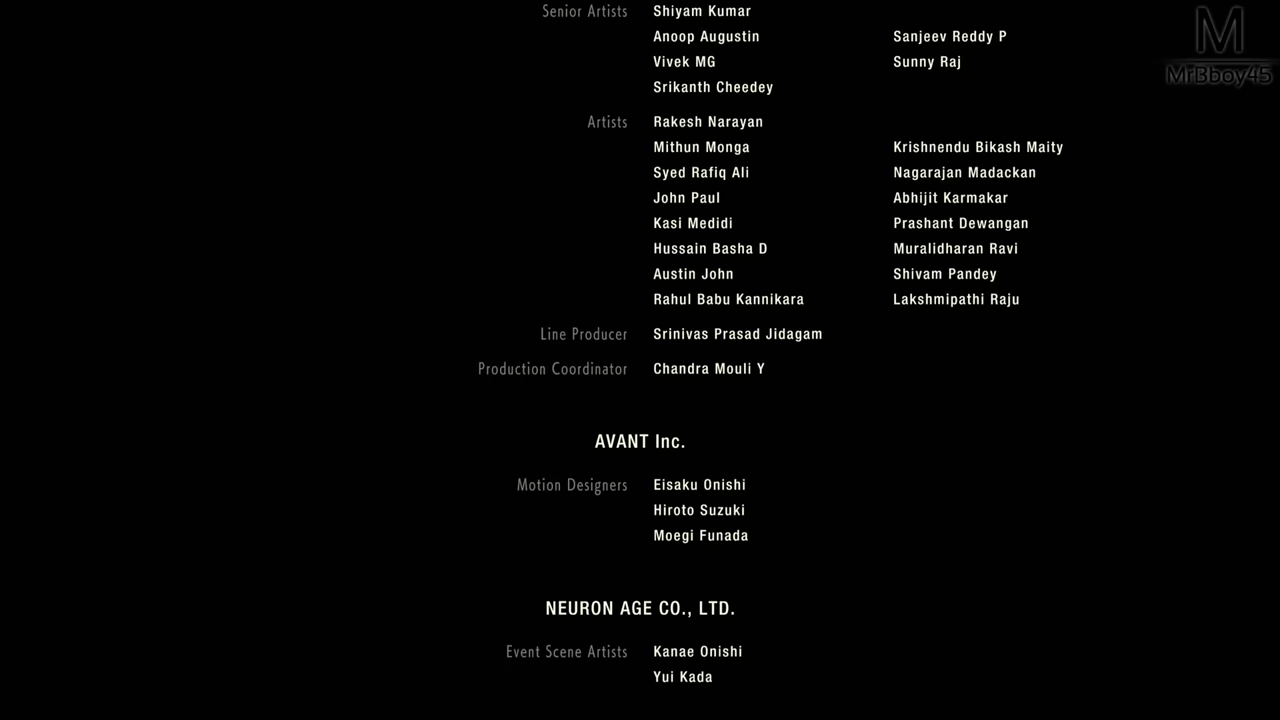 Senior Artists Shiyam Kumar
Anoop Augustin Sanjeev Reddy P
Vivek MG Sunny Raj
Srikanth Cheedey
Artists Rakesh Narayan
Mithun Monga Krishnendu Bikash Maity
Syed Rafiq Ali Nagarajan Madackan
John Paul Abhijit Karmakar
Kasi Medidi Prashant Dewangan
Hussain Basha D Muralidharan Ravi
Austin John Shivam Pandey
Rahul Babu Kannikara Lakshmipathi Raju
Line Producer Srinivas Prasad Jidagam
Production Coordinator Chandra Mouli Y
AVANT Inc.
Motion Designers Eisaku Onishi
Hiroto Suzuki
Moegi Funada
NEURON AGE CO., LTD.
Event Scene Artists Kanae Onishi
Yui Kada
M
MrBboy45